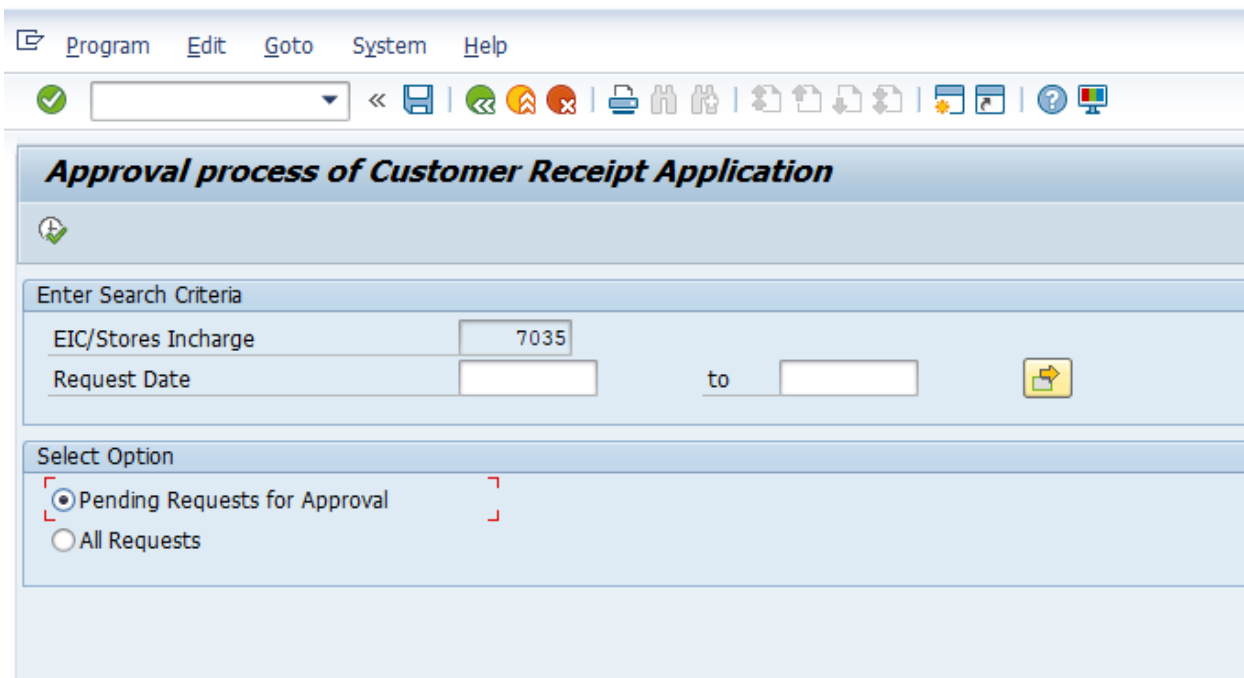 Program Edit Goto System Help
Approval process of Customer Receipt Application
Enter Search Criteria
EIC/Stores Incharge 7035
Request Date to
Select Option
Pending Requests for Approval
All Requests